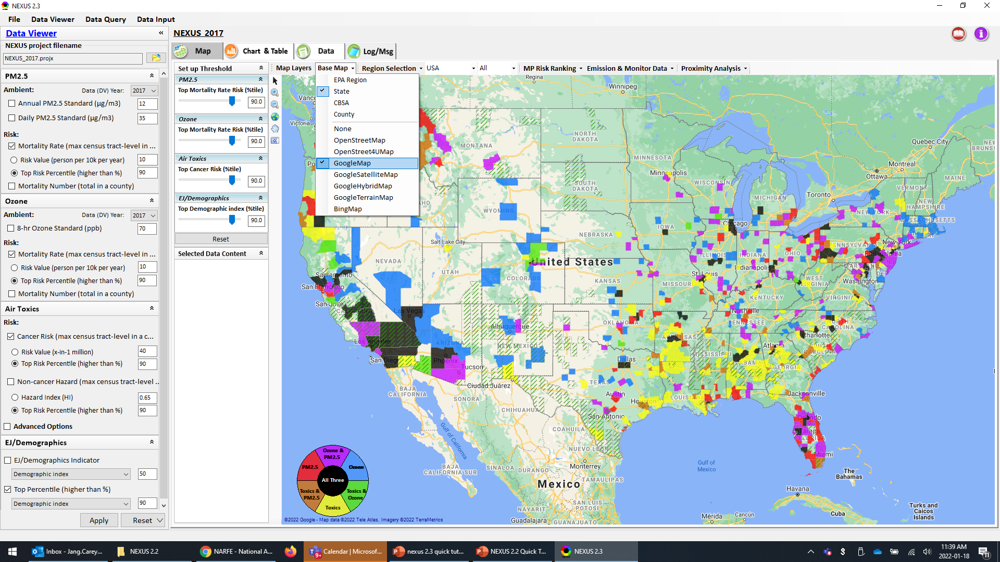 NEXUS 2.3
File Data Viewer Data Query Data Input
Data Viewer «
NEXUS project filename
NEXUS_2017.projx
PM2.5
Ambient: Data (DV) Year: 2017
Annual PM2.5 Standard (µg/m3) 12
Daily PM2.5 Standard (µg/m3) 35
Risk:
Mortality Rate (max census tract-level in ...
Risk Value (person per 10k per year) 10
Top Risk Percentile (higher than %) 90
Mortality Number (total in a county)
Ozone
Ambient: Data (DV) Year: 2017
8-hr Ozone Standard (ppb) 70
Risk:
Mortality Rate (max census tract-level in ...
Risk Value (person per 10k per year) 10
Top Risk Percentile (higher than %) 90
Mortality Number (total in a county)
Air Toxics
Risk:
Cancer Risk (max census tract-level in a c...
Risk Value (x-in-1 million) 40
Top Risk Percentile (higher than %) 90
Non-cancer Hazard (max census tract-level ..
Hazard Index (HI) 0.65
Top Risk Percentile (higher than %) 90
Advanced Options
EJ/Demographics
EJ/Demographics Indicator
Demographic index 50
Top Percentile (higher than %)
Demographic index 90
Apply Reset
NEXUS_2017
Map Chart & Table Data Log/Msg
Set up Threshold
PM2.5
Top Mortality Rate Risk (%tile)
90.0
Ozone
Top Mortality Rate Risk (%tile)
90.0
Air Toxics
Top Cancer Risk (%tile)
90.0
EJ/Demographics
Top Demographic index (%tile)
90.0
Reset
Selected Data Content
Map Layers Base Map Region Selection USA All MP Risk Ranking Emission & Monitor Data Proximity Analysis
EPA Region
State
CBSA
County
None
OpenStreetMap
OpenStreet4UMap
GoogleMap
GoogleSatelliteMap
GoogleHybridMap
GoogleTerrainMap
BingMap
Regina
Winnipeg
Vanc
Victoria
MONTANA
NORTH
DAKOTA
MINNESOTA
Quebec City
NEW
BRUNS
Montreal
Ottawa
MAINE
Po
Minneapolis
WISCONSIN
SOUTH
DAKOTA
VERMONT
Toronto
MICHIGAN
NEW
HAMPSHIRE
AHO
WYOMING
NEW YORK
MASSACHUSETTS
Chicago
IOWA
NEBRASKA
Salt Lake City
PENNSYLVANIA
New York
Philadelphia
ILLINOIS
INDIANA
OHIO
NEVADA
United States
Indianapolis
MARYLAND
DE
UTAH
Sacramento
COLORADO
St. Louis
KANSAS
WEST
VIRGINIA
Washington
San Francisco
MISSOURI
San Jose
KENTUCKY
VIRGINIA
CAL
Las Vegas
Nashville
TENNESSEE
OKLAHOMA
NORTH
CAROLINA
Albuquerque
Charlotte
Los Angeles
ARIZONA
NEW MEXICO
ARKANSAS
Atlanta
SOUTH
CAROLINA
MISSISSIPPI
San Diego
Phoenix
Dallas
ALABAMA
GEORGIA
Tucson
TEXAS
Ciudad Juárez
BAJA
CALIFORNIA
Jacksonville
Austin
Houston
LOUISIANA
SONORA
CHIHUAHUA
San Antonio
Orlando
Tampa
FLORIDA
COAHUILA
Gulf of California
NUEVO LEON
Miami
Monterrey
Gulf of
Mexico
BAJA
CALIFORNIA SUR
SINALOA
DURANGO
The
Bahamas
TAMAULIPAS
Mexico
Havana
SAN LUIS
POTOSI
NAYARIT
Turks and
Caicos
Islands
Cuba
Mérida
Cancún
Guadalajara
GUANAJUATO
Ozone &
PM2.5
PM2.5
Ozone
All Three
Toxics &
PM2.5
Toxics &
Ozone
Toxics
©2022 Google - Map data ©2022 Tele Atlas, Imagery ©2022 TerraMetrics
Inbox - Jang.Carey... NEXUS 2.2 NARFE - National A... 9+ Calendar | Microsof... nexus 2.3 quick tut... NEXUS 2.2 Quick T... NEXUS 2.3
11:39 AM
2022-01-18
11